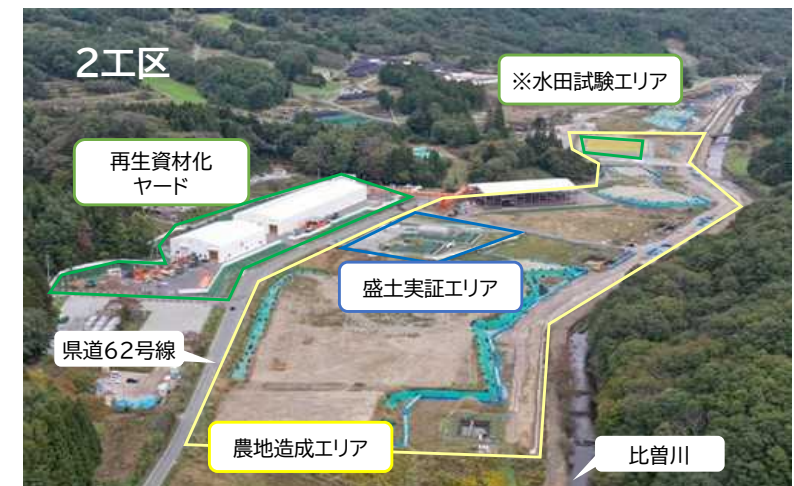 2工区
※水田試験エリア
再生資材化
ヤード
盛土実証エリア
県道62号線
農地造成エリア
比曽川